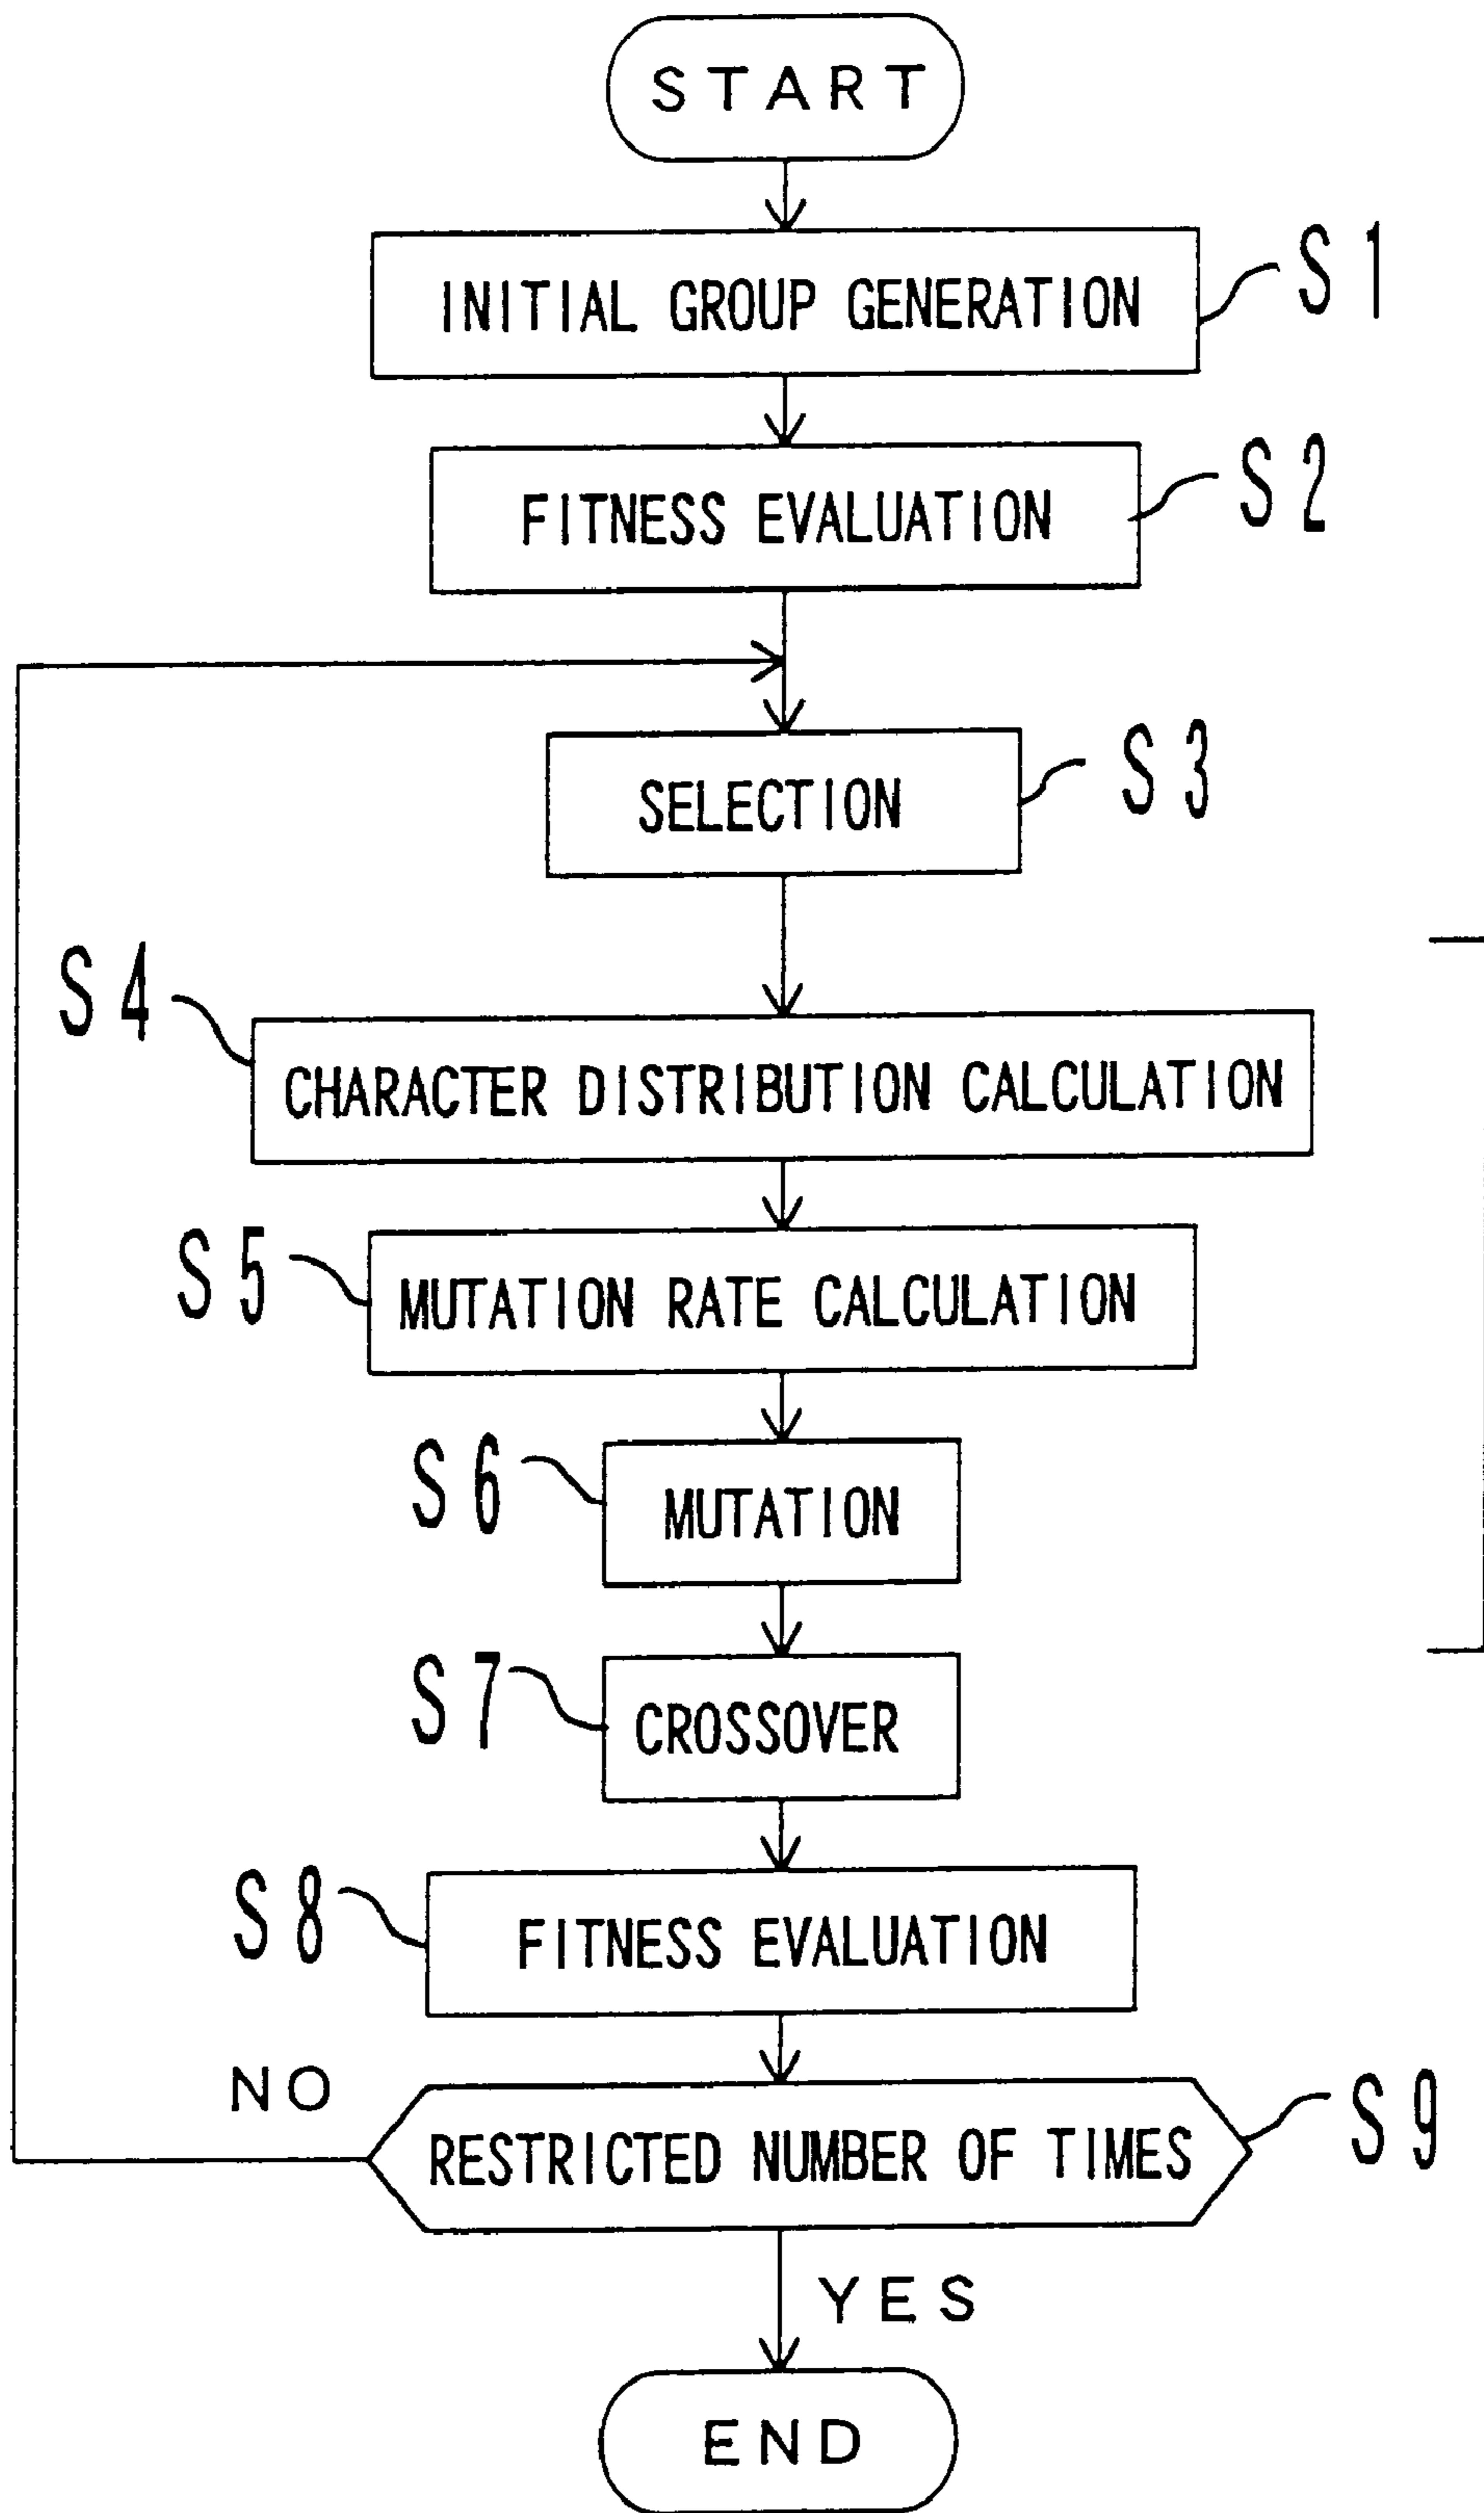 START
INITIAL GROUP GENERATION
S1
FITNESS EVALUATION
S2
SELECTION
S3
S4
CHARACTER DISTRIBUTION CALCULATION
S5
MUTATION RATE CALCULATION
S6
MUTATION
S7
CROSSOVER
S8
FITNESS EVALUATION
NO
RESTRICTED NUMBER OF TIMES
S9
YES
END